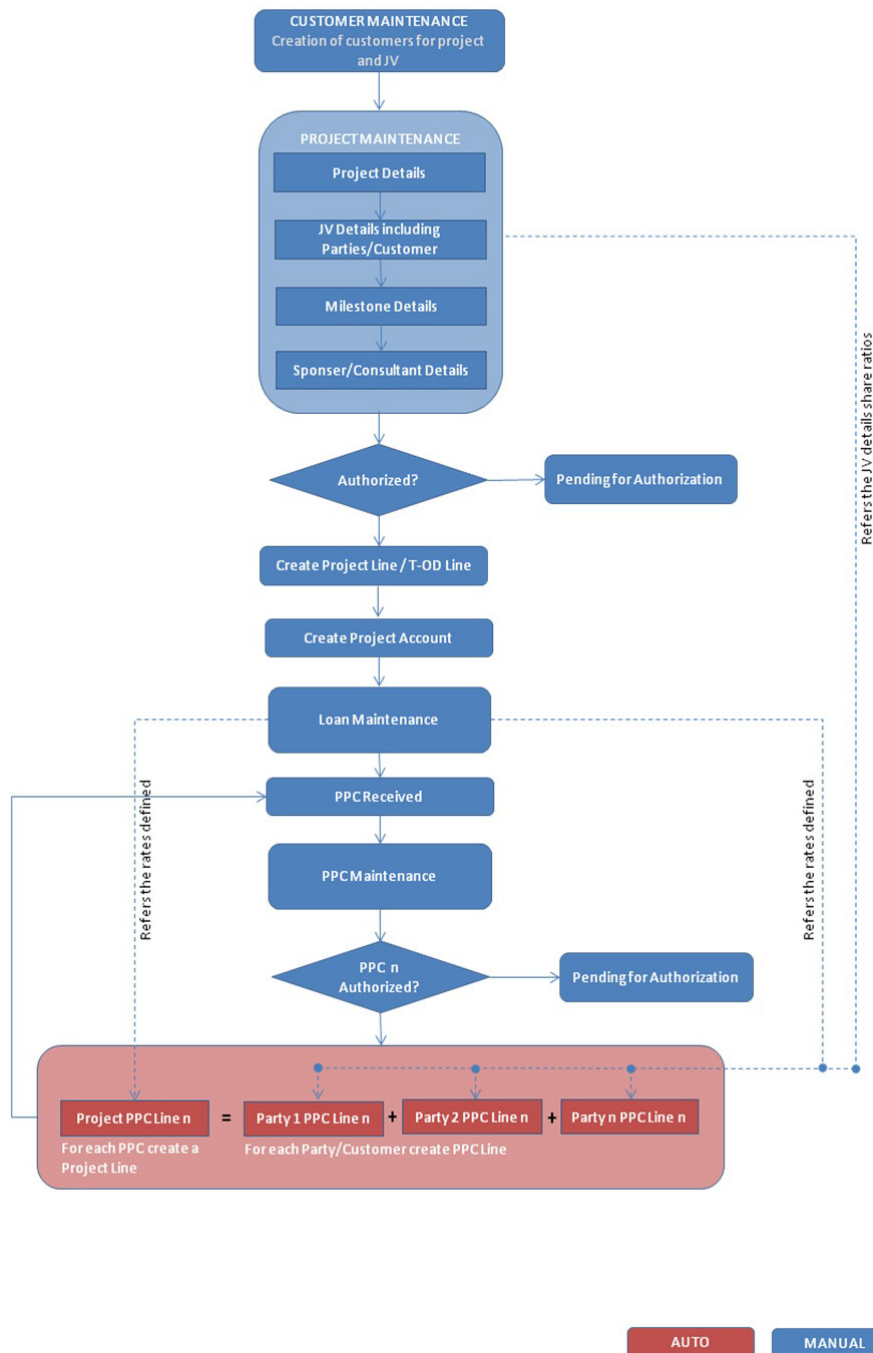 CUSTOMER MAINTENANCE
Creation of customers for project
and JV
PROJECT MAINTENANCE
Project Details
JV Details including
Parties/Customer
Milestone Details
Sponser/Consultant Details
Refers the JV details share ratios
Authorized?
Pending for Authorization
Create Project Line / T-OD Line
Create Project Account
Loan Maintenance
Refers the rates defined
Refers the rates defined
PPC Received
PPC Maintenance
PPC n
Authorized?
Pending for Authorization
Project PPC Line n = Party 1 PPC Line n + Party 2 PPC Line n + Party n PPC Line n
For each PPC create a
Project Line
For each Party/Customer create PPC Line
AUTO
MANUAL